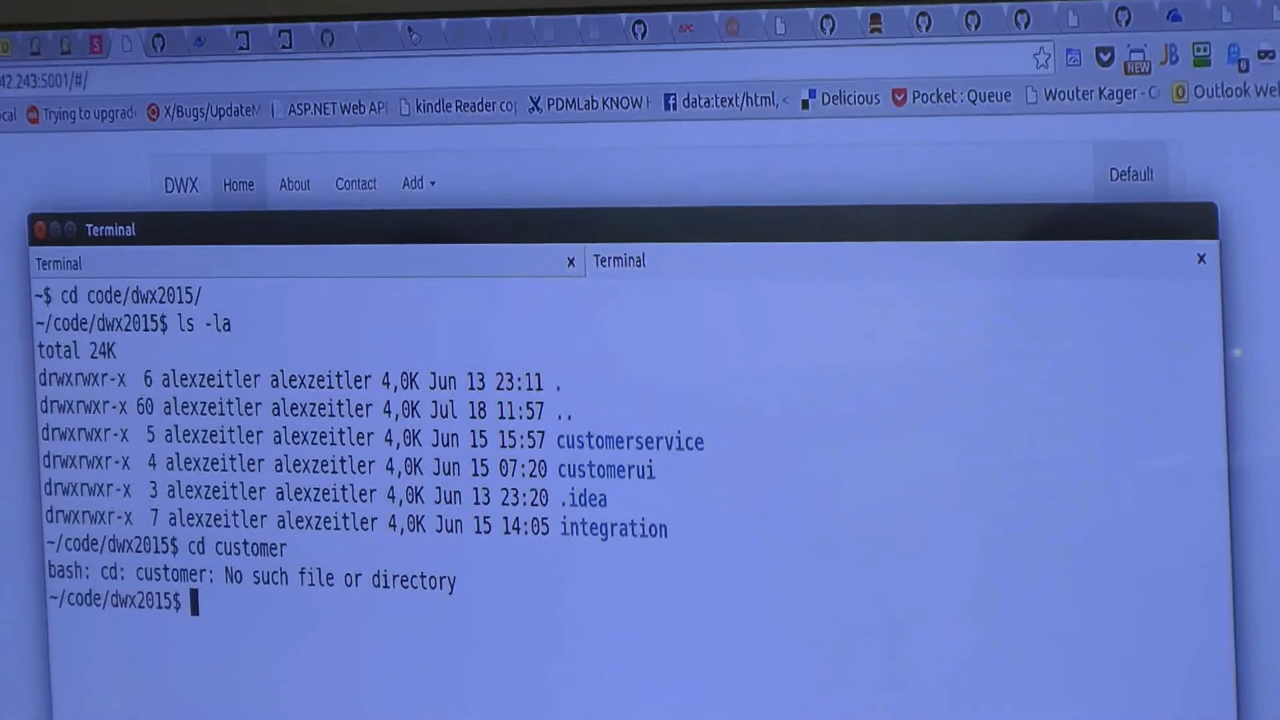 42.243:5001/#/
cal Trying to upgrad X/Bugs/UpdateM ASP.NET Web API kindle Reader co PDMLab KNOW H data:text/html, < Delicious Pocket : Queue Wouter Kager - C Outlook We
NEW JB 0
DWX Home About Contact Add Default
Terminal
Terminal x Terminal x
~$ cd code/dwx2015/
~/code/dwx2015$ ls -la
total 24K
drwxrwxr-x 6 alexzeitler alexzeitler 4,0K Jun 13 23:11 .
drwxrwxr-x 60 alexzeitler alexzeitler 4,0K Jul 18 11:57 ..
drwxrwxr-x 5 alexzeitler alexzeitler 4,0K Jun 15 15:57 customerservice
drwxrwxr-x 4 alexzeitler alexzeitler 4,0K Jun 15 07:20 customerui
drwxrwxr-x 3 alexzeitler alexzeitler 4,0K Jun 13 23:20 .idea
drwxrwxr-x 7 alexzeitler alexzeitler 4,0K Jun 15 14:05 integration
~/code/dwx2015$ cd customer
bash: cd: customer: No such file or directory
~/code/dwx2015$